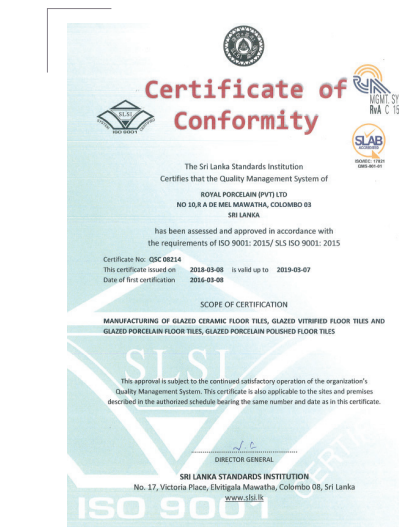 Certificate of
Conformity
SLSI
ISO 9001
MGMT. SY
RvA C 15
SLAB
ACCREDITED
ISO/IEC: 17021
QMS-001-01
The Sri Lanka Standards Institution
Certifies that the Quality Management System of
ROYAL PORCELAIN (PVT) LTD
NO 10,R A DE MEL MAWATHA, COLOMBO 03
SRI LANKA
has been assessed and approved in accordance with
the requirements of ISO 9001: 2015/ SLS ISO 9001: 2015
Certificate No: QSC 08214
This certificate issued on 2018-03-08 is valid up to 2019-03-07
Date of first certification 2016-03-08
SCOPE OF CERTIFICATION
MANUFACTURING OF GLAZED CERAMIC FLOOR TILES, GLAZED VITRIFIED FLOOR TILES AND
GLAZED PORCELAIN FLOOR TILES, GLAZED PORCELAIN POLISHED FLOOR TILES
SLSI
This approval is subject to the continued satisfactory operation of the organization's
Quality Management System. This certificate is also applicable to the sites and premises
described in the authorized schedule bearing the same number and date as in this certificate.
DIRECTOR GENERAL
SRI LANKA STANDARDS INSTITUTION
No. 17, Victoria Place, Elvitigala Mawatha, Colombo 08, Sri Lanka
www.slsi.lk
ISO 9001